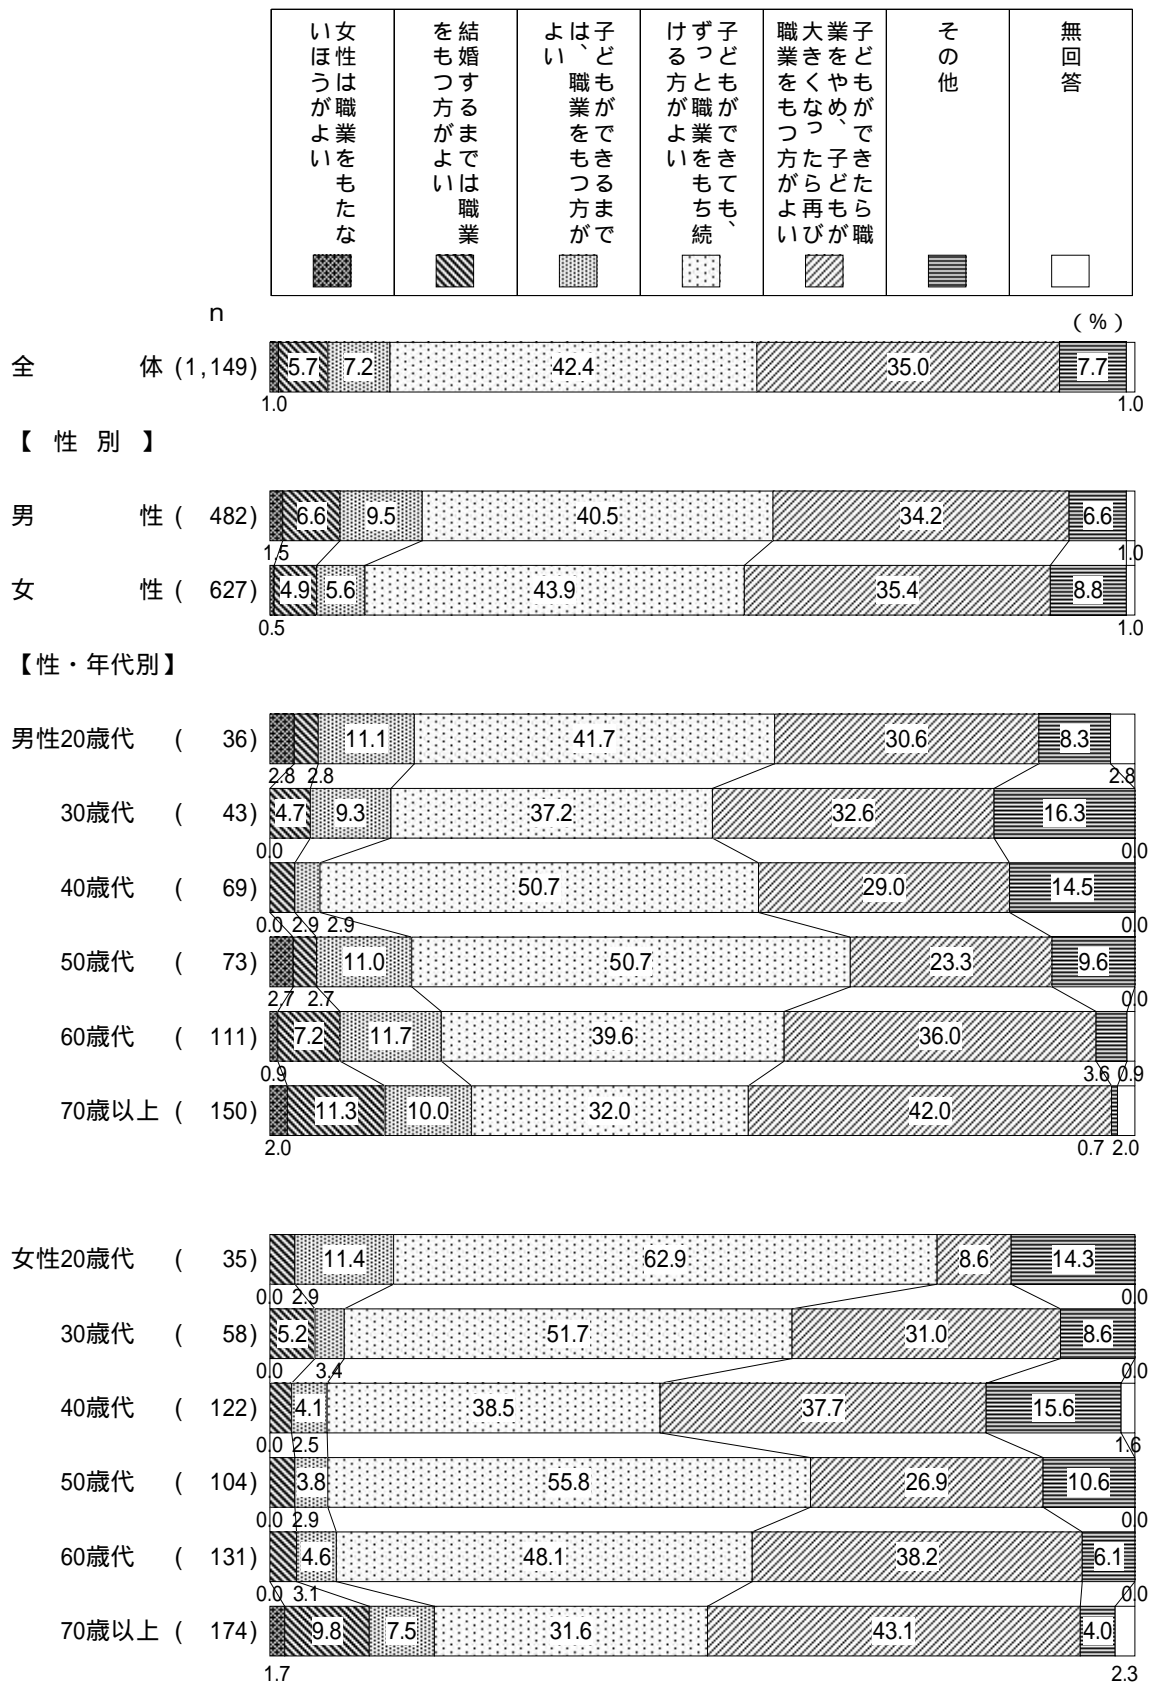 女性は職業をもたな
いほうがよい
結婚するまでは職業
をもつ方がよい
子どもができるまで
は、職業をもつ方が
よい
子どもができても、
ずっと職業をもち続
ける方がよい
子どもができたら職
業をやめ、子どもが
大きくなったら再び
職業をもつ方がよい
その他
無回答
n
(%)
全体 (1,149) 5.7 7.2 42.4 35.0 7.7
1.0 1.0
【性別】
男性 ( 482) 6.6 9.5 40.5 34.2 6.6
1.5 1.0
女性 ( 627) 4.9 5.6 43.9 35.4 8.8
0.5 1.0
【性・年代別】
男性20歳代 ( 36) 11.1 41.7 30.6 8.3
2.8 2.8 2.8
30歳代 ( 43) 4.7 9.3 37.2 32.6 16.3
0.0 0.0
40歳代 ( 69) 50.7 29.0 14.5
0.0 2.9 2.9 0.0
50歳代 ( 73) 11.0 50.7 23.3 9.6
2.7 2.7 0.0
60歳代 ( 111) 7.2 11.7 39.6 36.0
0.9 3.6 0.9
70歳以上 ( 150) 11.3 10.0 32.0 42.0
2.0 0.7 2.0
女性20歳代 ( 35) 11.4 62.9 8.6 14.3
0.0 2.9 0.0
30歳代 ( 58) 5.2 51.7 31.0 8.6
0.0 3.4 0.0
40歳代 ( 122) 4.1 38.5 37.7 15.6
0.0 2.5 1.6
50歳代 ( 104) 3.8 55.8 26.9 10.6
0.0 2.9 0.0
60歳代 ( 131) 4.6 48.1 38.2 6.1
0.0 3.1 0.0
70歳以上 ( 174) 9.8 7.5 31.6 43.1 4.0
1.7 2.3